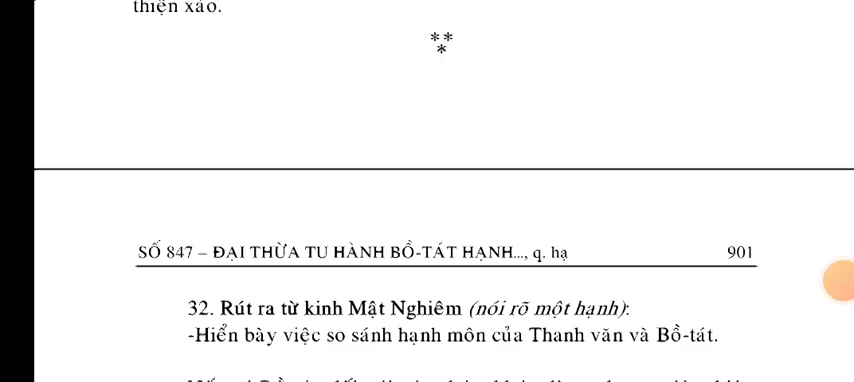 thiện xảo.
**
*
SỐ 847 – ĐẠI THỪA TU HÀNH BỒ-TÁT HẠNH..., q. hạ 901
32. Rút ra từ kinh Mật Nghiêm (nói rõ một hạnh):
-Hiển bày việc so sánh hạnh môn của Thanh văn và Bồ-tát.